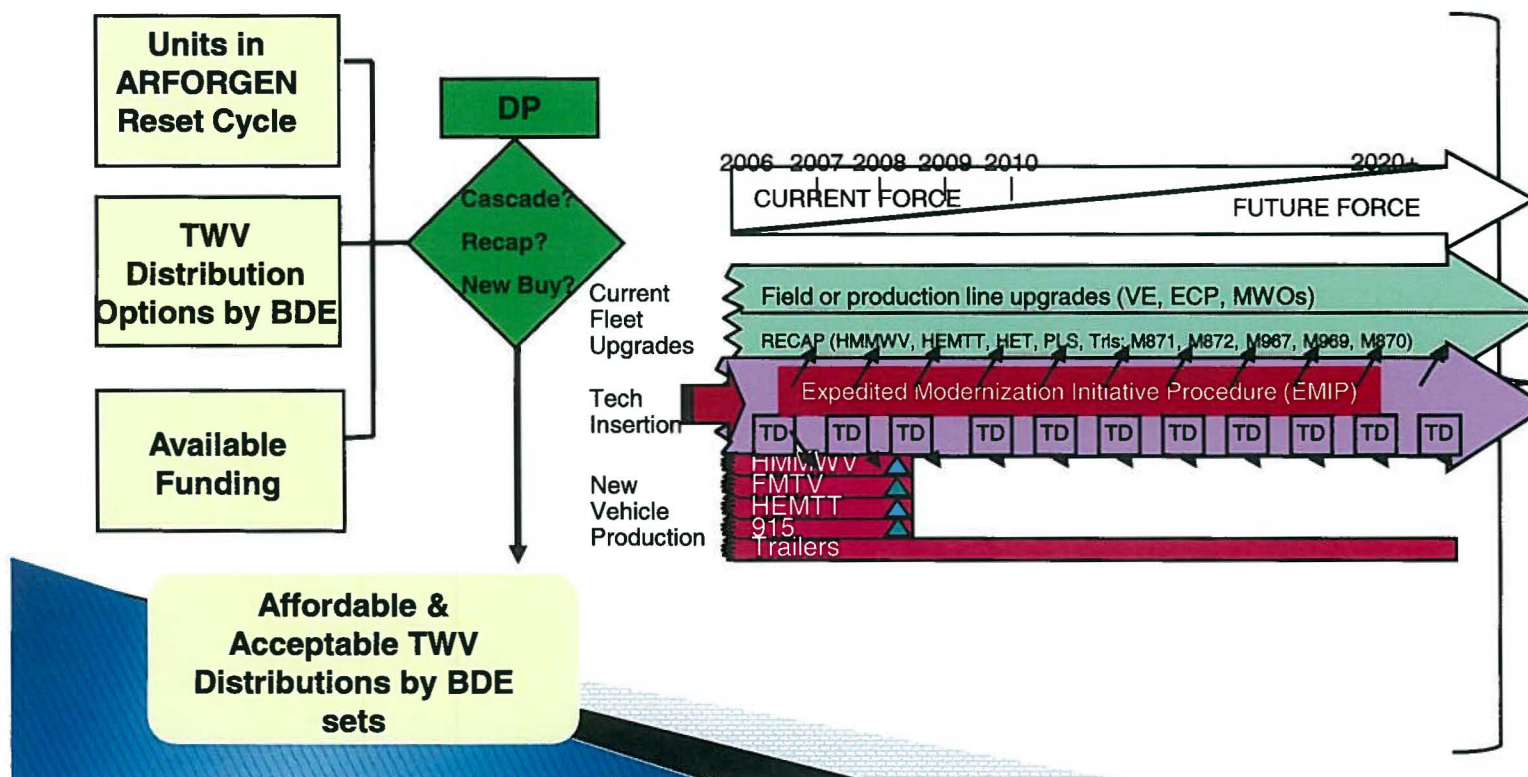 Units in
ARFORGEN
Reset Cycle
TWV
Distribution
Options by BDE
Available
Funding
DP
Cascade?
Recap?
New Buy?
Affordable &
Acceptable TWV
Distributions by BDE
sets
2006 2007 2008 2009 2010 2020+
CURRENT FORCE
FUTURE FORCE
Current
Fleet
Upgrades
Field or production line upgrades (VE, ECP, MWOs)
RECAP (HMMWV, HEMTT, HET, PLS, Trls: M871, M872, M967, M969, M870)
Tech
Insertion
Expedited Modernization Initiative Procedure (EMIP)
TD TD TD TD TD TD TD TD TD TD TD
New
Vehicle
Production
HMMWV
FMTV
HEMTT
915
Trailers